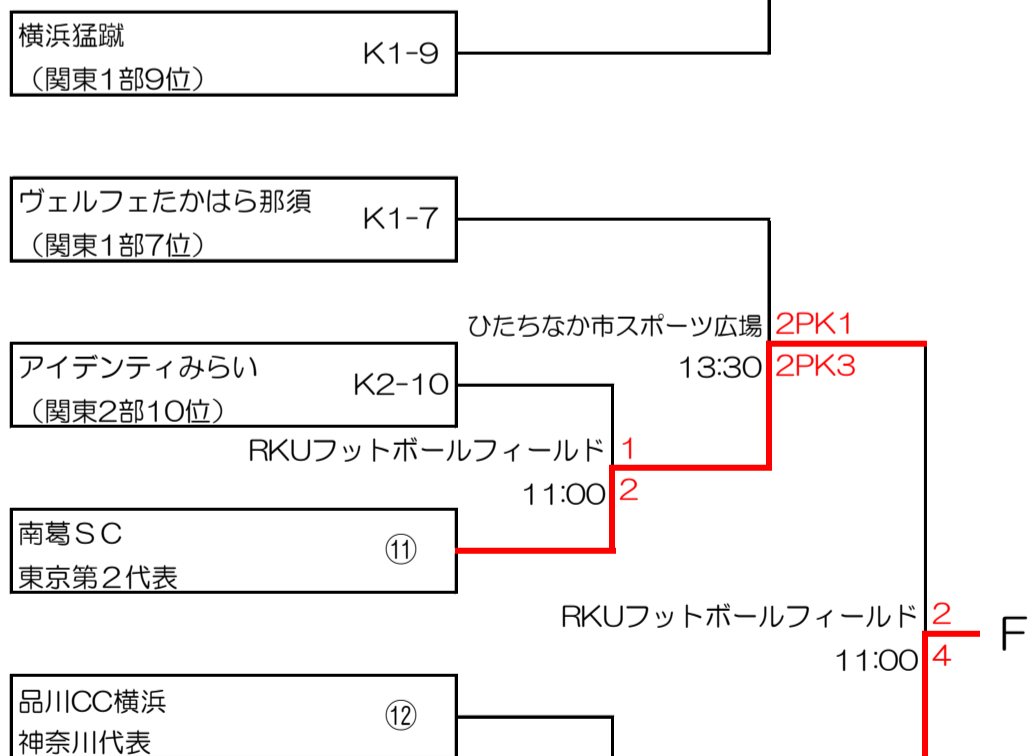 横浜猛蹴
K1-9
（関東1部9位）
ヴェルフェたかはら那須
K1-7
（関東1部7位）
ひたちなか市スポーツ広場
2PK1
13:30
2PK3
アイデンティみらい
K2-10
（関東2部10位）
RKUフットボールフィールド
1
11:00
2
南葛ＳＣ
⑪
東京第２代表
RKUフットボールフィールド
2
F
11:00
4
品川CC横浜
⑫
神奈川代表